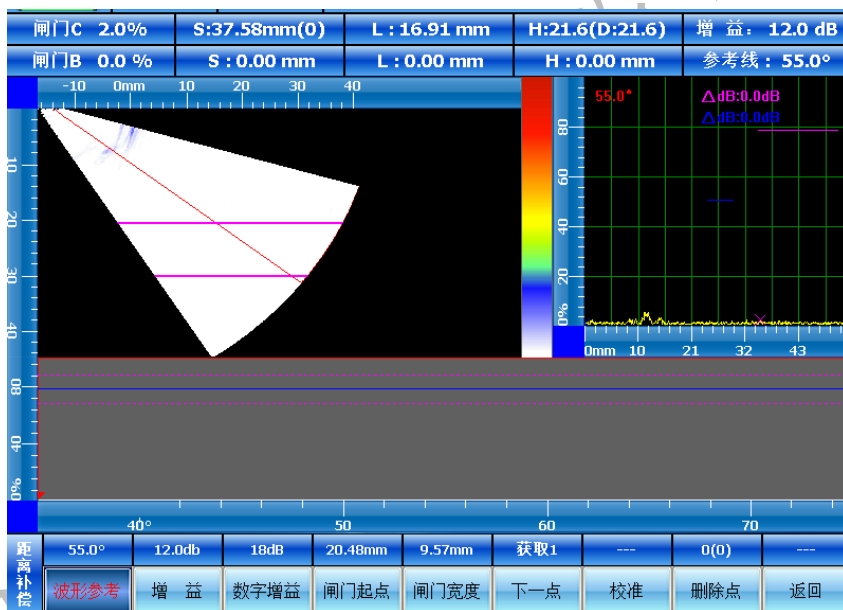 闸门C 2.0% S:37.58mm(0) L:16.91 mm H:21.6(D:21.6) 增 益: 12.0 dB
闸门B 0.0 % S:0.00 mm L:0.00 mm H:0.00 mm 参考线:55.0°
-10 0mm 10 20 30 40
10
20
30
40
55.0° △dB:0.0dB
△dB:0.0dB
80
60
40
20
0%
0mm 10 21 32 43
80
40
0%
40° 50 60 70
距离补偿
55.0° 12.0db 18dB 20.48mm 9.57mm 获取1 --- 0(0) ---
波形参考 增 益 数字增益 闸门起点 闸门宽度 下一点 校准 删除点 返回